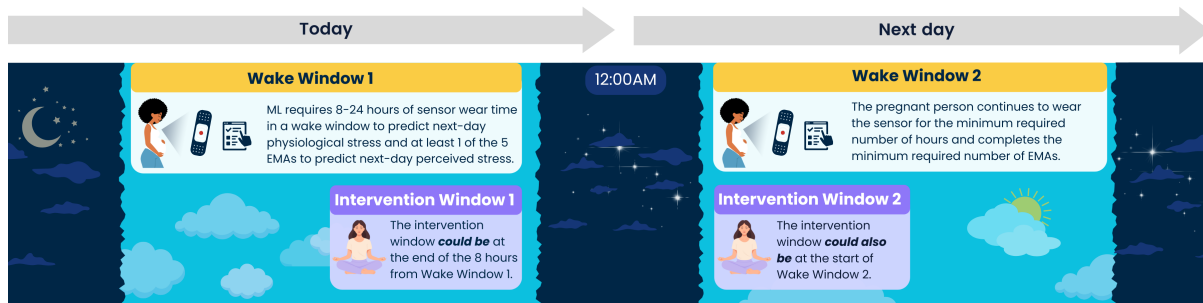 Today
Next day
Wake Window 1
ML requires 8-24 hours of sensor wear time
in a wake window to predict next-day
physiological stress and at least 1 of the 5
EMAs to predict next-day perceived stress.
Intervention Window 1
The intervention
window could be at
the end of the 8 hours
from Wake Window 1.
12:00AM
Wake Window 2
The pregnant person continues to wear
the sensor for the minimum required
number of hours and completes the
minimum required number of EMAs.
Intervention Window 2
The intervention
window could also
be at the start of
Wake Window 2.